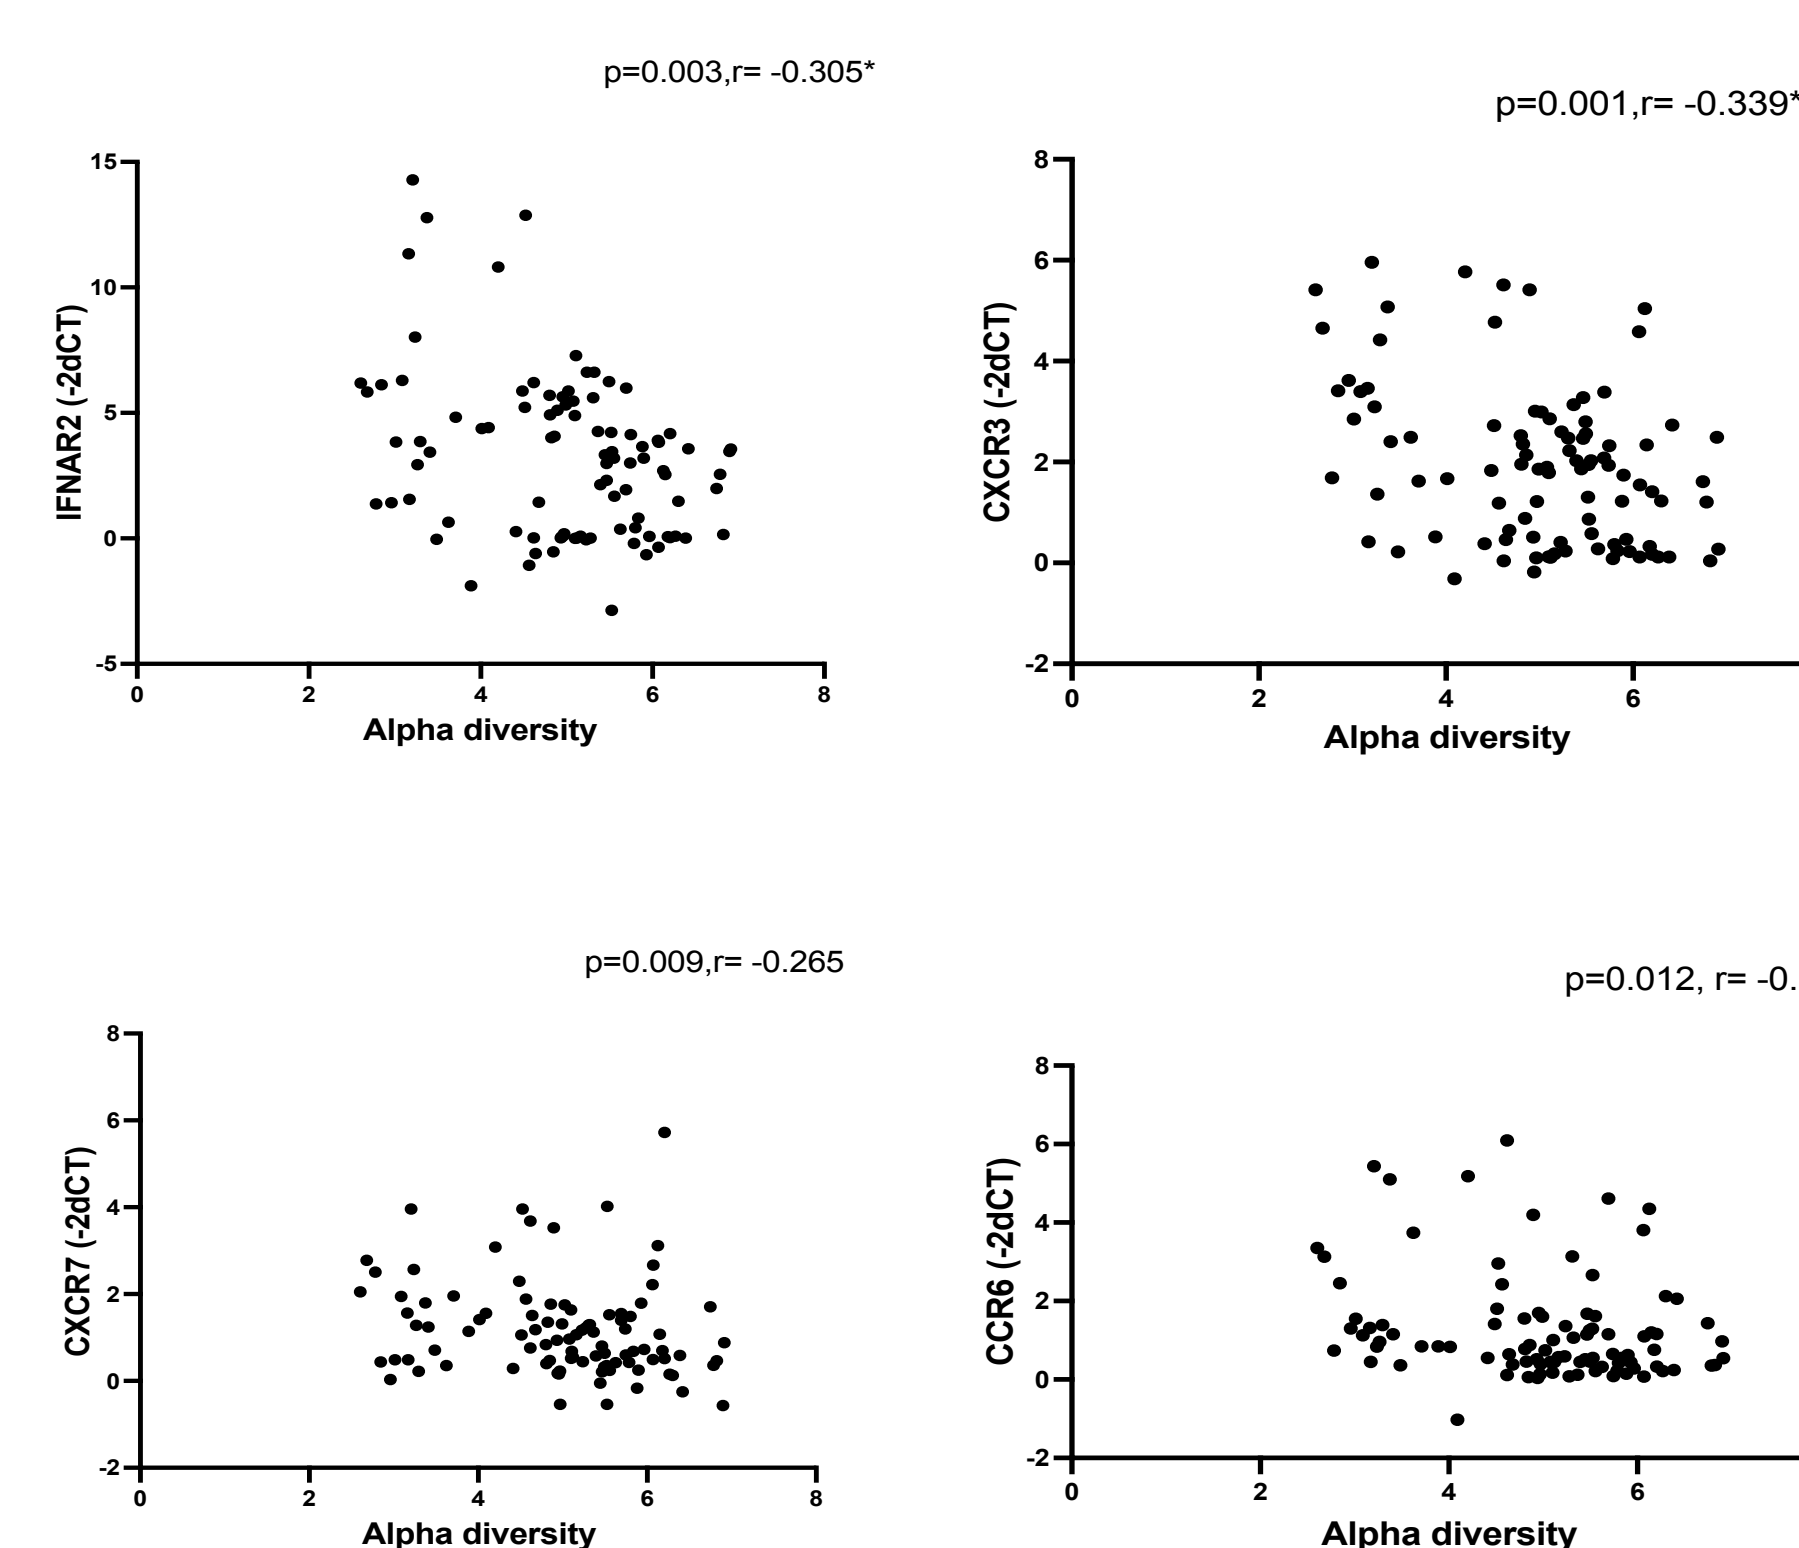 p=0.003,r= -0.305*
15
10
5
0
-5
0 2 4 6 8
IFNAR2 (-2dCT)
Alpha diversity
p=0.001,r= -0.339*
8
6
4
2
0
-2
0 2 4 6
CXCR3 (-2dCT)
Alpha diversity
p=0.009,r= -0.265
8
6
4
2
0
-2
0 2 4 6 8
CXCR7 (-2dCT)
Alpha diversity
p=0.012, r= -0.
8
6
4
2
0
-2
0 2 4 6
CCR6 (-2dCT)
Alpha diversity